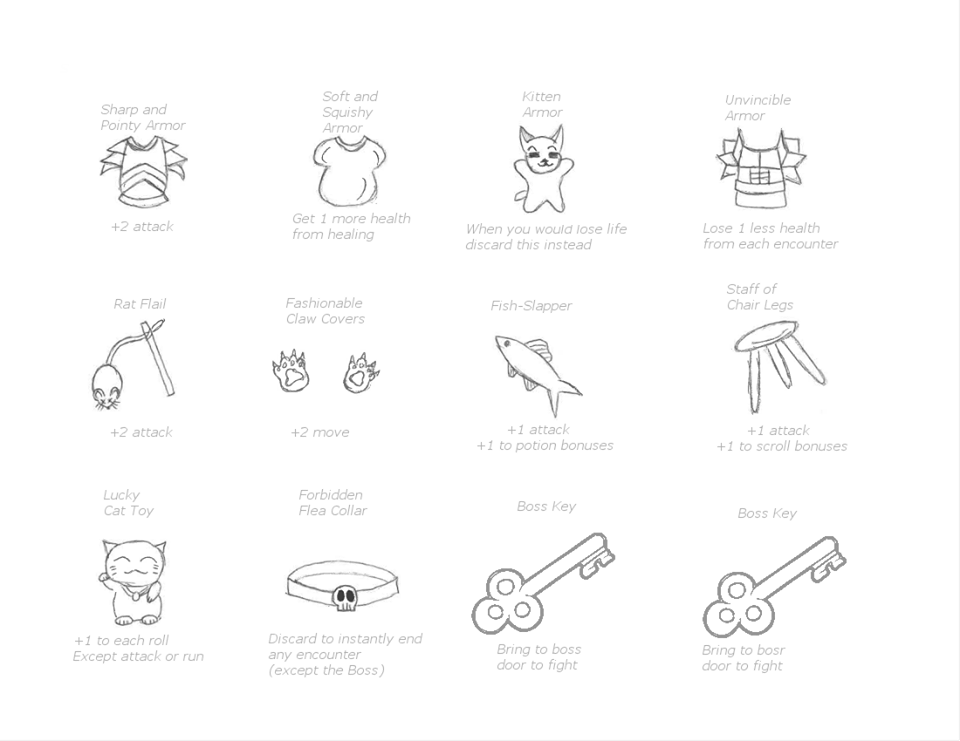 Sharp and
Pointy Armor
+2 attack
Soft and
Squishy
Armor
Get 1 more health
from healing
Kitten
Armor
When you would lose life
discard this instead
Unvincible
Armor
Lose 1 less health
from each encounter
Rat Flail
+2 attack
Fashionable
Claw Covers
+2 move
Fish-Slapper
+1 attack
+1 to potion bonuses
Staff of
Chair Legs
+1 attack
+1 to scroll bonuses
Lucky
Cat Toy
+1 to each roll
Except attack or run
Forbidden
Flea Collar
Discard to instantly end
any encounter
(except the Boss)
Boss Key
Bring to boss
door to fight
Boss Key
Bring to bosr
door to fight